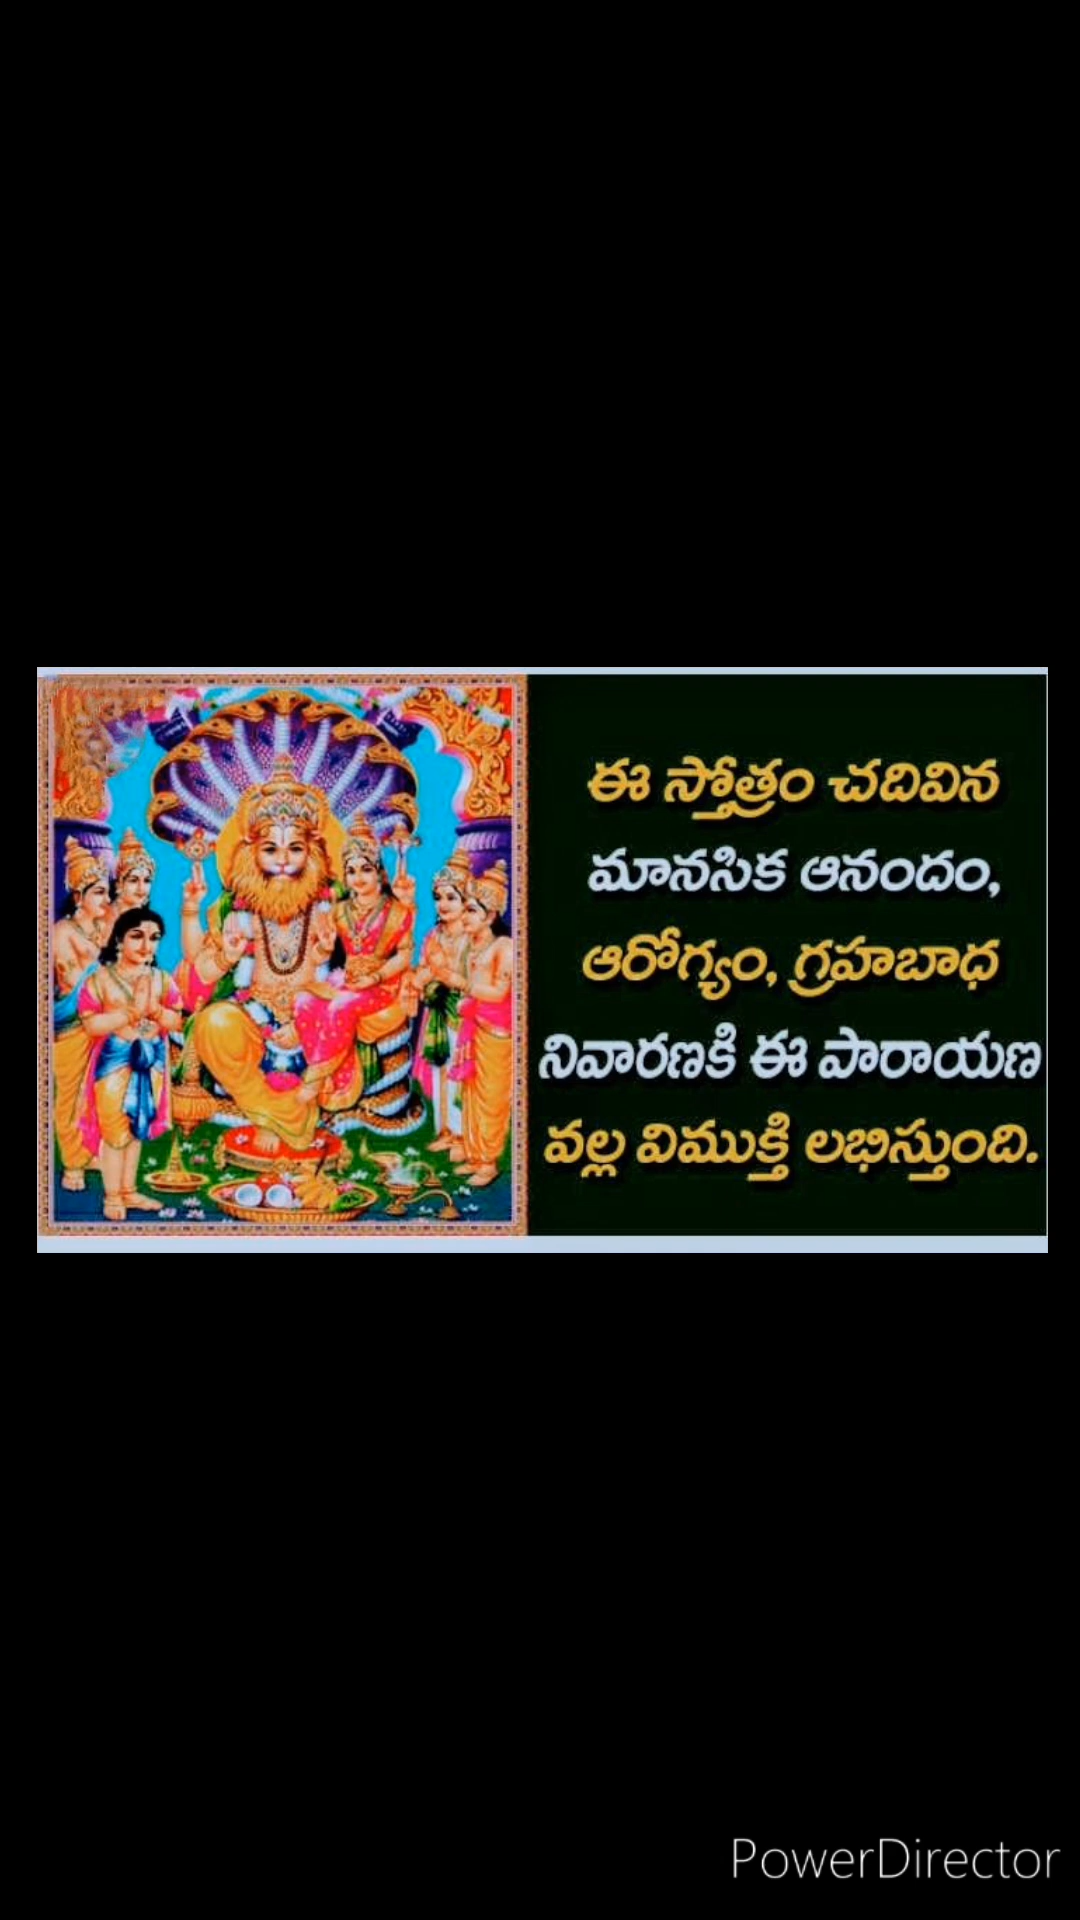 ఈ స్తోత్రం చదివిన
మానసిక ఆనందం,
ఆరోగ్యం, గ్రహబాధ
నివారణకి ఈ పారాయణ
వల్ల విముక్తి లభిస్తుంది.
PowerDirector